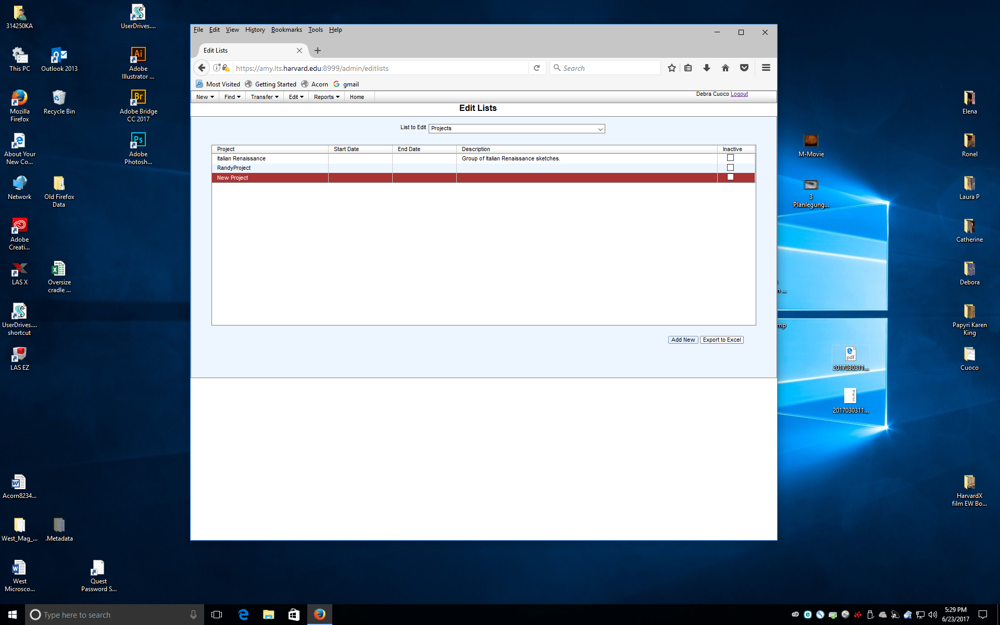 314250KA
UserDrives....
This PC
Outlook 2013
Adobe
Illustrator ...
Mozilla
Firefox
Recycle Bin
Adobe Bridge
CC 2017
About Your
New Co...
Adobe
Photosh...
Network
Old Firefox
Data
Adobe
Creati...
LAS X
Oversize
cradle ...
UserDrives....
shortcut
LAS EZ
Acorn8234...
West_Mag_...
.Metadata
West
Microsco...
Quest
Password S...
File Edit View History Bookmarks Tools Help
Edit Lists
https://amy.lts.harvard.edu:8999/admin/editlists
Search
Most Visited Getting Started Acorn gmail
New Find Transfer Edit Reports Home
Debra Cuoco Logout
Edit Lists
List to Edit Projects
Project Start Date End Date Description Inactive
Italian Renaissance Group of Italian Renaissance sketches.
RandyProject
New Project
Add New Export to Excel
M-Movie
3
Planlegung...
n ...
mp
pdf
2017030311...
2017030311...
Elena
Ronel
Laura P
Catherine
Debora
Papyri Karen
King
Cuoco
HarvardX
film EW Bo...
Type here to search
5:29 PM
6/23/2017
Ai
Br
Ps